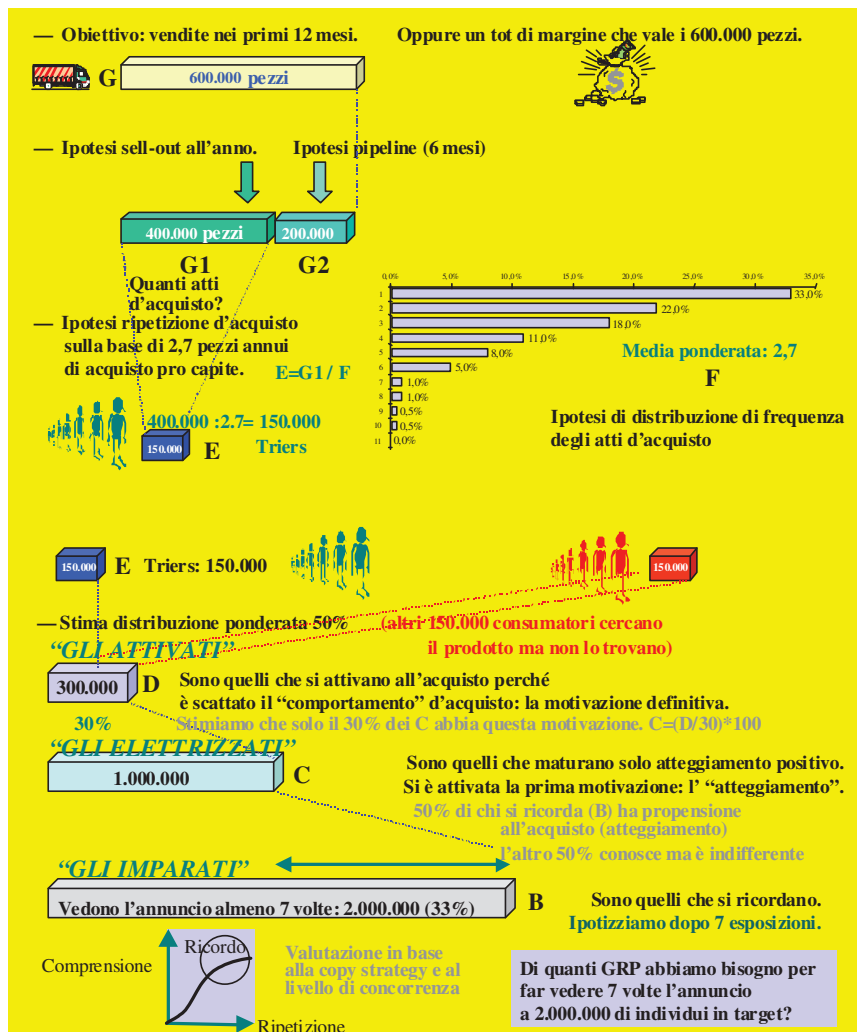 — Obiettivo: vendite nei primi 12 mesi.
Oppure un tot di margine che vale i 600.000 pezzi.
G
600.000 pezzi
$
— Ipotesi sell-out all'anno.
Ipotesi pipeline (6 mesi)
400.000 pezzi
200.000
G1
G2
Quanti atti
d'acquisto?
— Ipotesi ripetizione d'acquisto
sulla base di 2,7 pezzi annui
di acquisto pro capite.
E=G1 / F
400.000 :2.7= 150.000
Triers
150.000
E
0,0%
5,0%
10,0%
15,0%
20,0%
25,0%
30,0%
35,0%
1
33,0%
2
22,0%
3
18,0%
4
11,0%
5
8,0%
6
5,0%
7
1,0%
8
1,0%
9
0,5%
10
0,5%
11
0,0%
Media ponderata: 2,7
F
Ipotesi di distribuzione di frequenza
degli atti d'acquisto
150.000
E
Triers: 150.000
150.000
— Stima distribuzione ponderata 50%
(altri 150.000 consumatori cercano
il prodotto ma non lo trovano)
"GLI ATTIVATI"
300.000
D
Sono quelli che si attivano all'acquisto perché
è scattato il "comportamento" d'acquisto: la motivazione definitiva.
30%
Stimiamo che solo il 30% dei C abbia questa motivazione. C=(D/30)*100
"GLI ELETTRIZZATI"
1.000.000
C
Sono quelli che maturano solo atteggiamento positivo.
Si è attivata la prima motivazione: l' "atteggiamento".
50% di chi si ricorda (B) ha propensione
all'acquisto (atteggiamento)
l'altro 50% conosce ma è indifferente
"GLI IMPARATI"
Vedono l'annuncio almeno 7 volte: 2.000.000 (33%)
B
Sono quelli che si ricordano.
Ipotizziamo dopo 7 esposizioni.
Comprensione
Ricordo
Ripetizione
Valutazione in base
alla copy strategy e al
livello di concorrenza
Di quanti GRP abbiamo bisogno per
far vedere 7 volte l'annuncio
a 2.000.000 di individui in target?